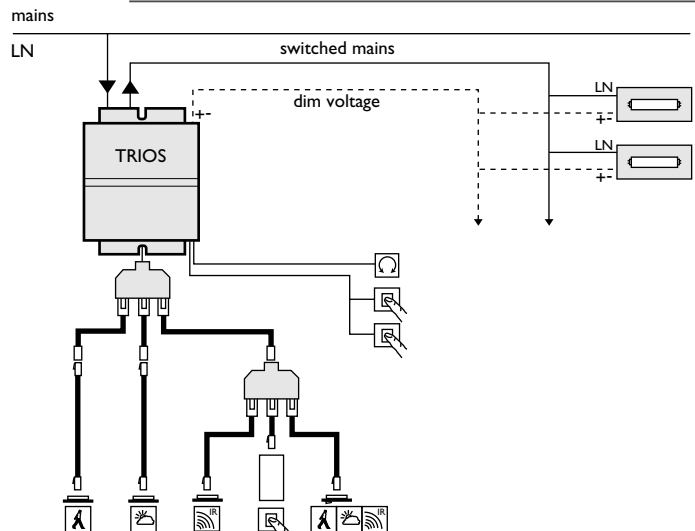 mains
LN
switched mains
dim voltage
LN
+-
+-
TRIOS
LN
+-
IR
IR